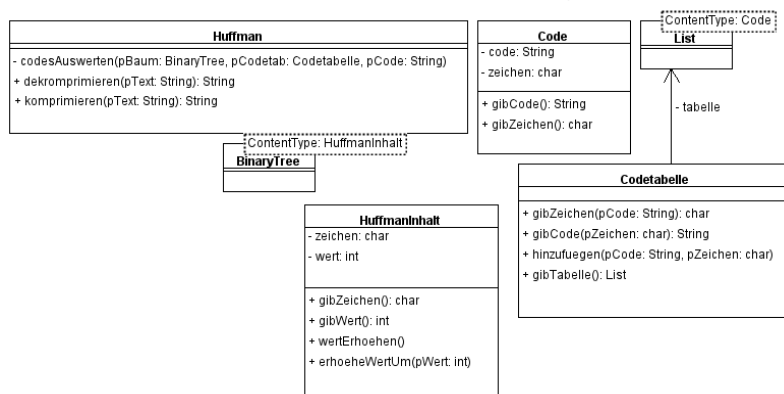 Huffman
- codesAuswerten(pBaum: BinaryTree, pCodetab: Codetabelle, pCode: String)
+ dekromprimieren(pText: String): String
+ komprimieren(pText: String): String
Code
- code: String
- zeichen: char
+ gibCode(): String
+ gibZeichen(): char
ContentType: Code
List
- tabelle
ContentType: HuffmanInhalt
BinaryTree
Codetabelle
+ gibZeichen(pCode: String): char
+ gibCode(pZeichen: char): String
+ hinzufuegen(pCode: String, pZeichen: char)
+ gibTabelle(): List
HuffmanInhalt
- zeichen: char
- wert: int
+ gibZeichen(): char
+ gibWert(): int
+ wertErhoehen()
+ erhoeheWertUm(pWert: int)